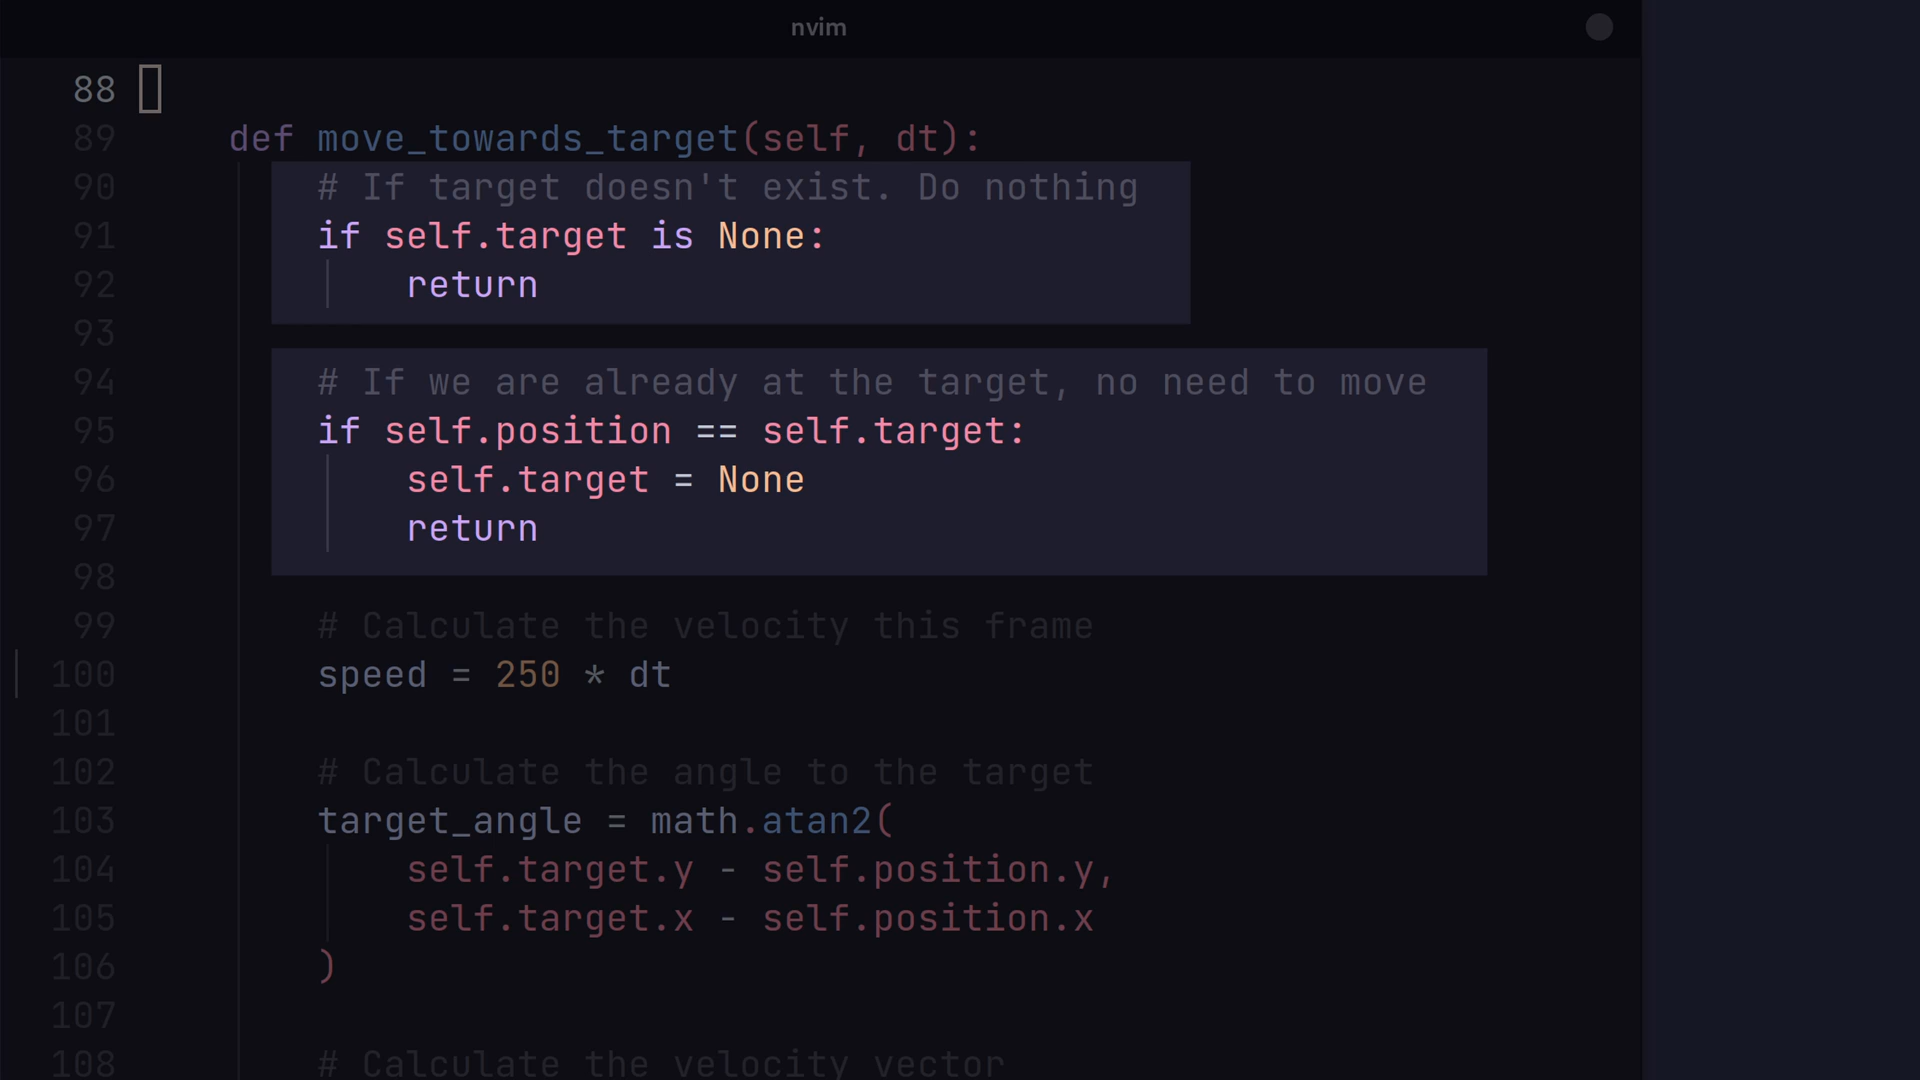 nvim
88
89 def move_towards_target(self, dt):
90 # If target doesn't exist. Do nothing
91 if self.target is None:
92 return
93
94 # If we are already at the target, no need to move
95 if self.position == self.target:
96 self.target = None
97 return
98
99 # Calculate the velocity this frame
100 speed = 250 * dt
101
102 # Calculate the angle to the target
103 target_angle = math.atan2(
104 self.target.y - self.position.y,
105 self.target.x - self.position.x
106 )
107
108 # Calculate the velocity vector